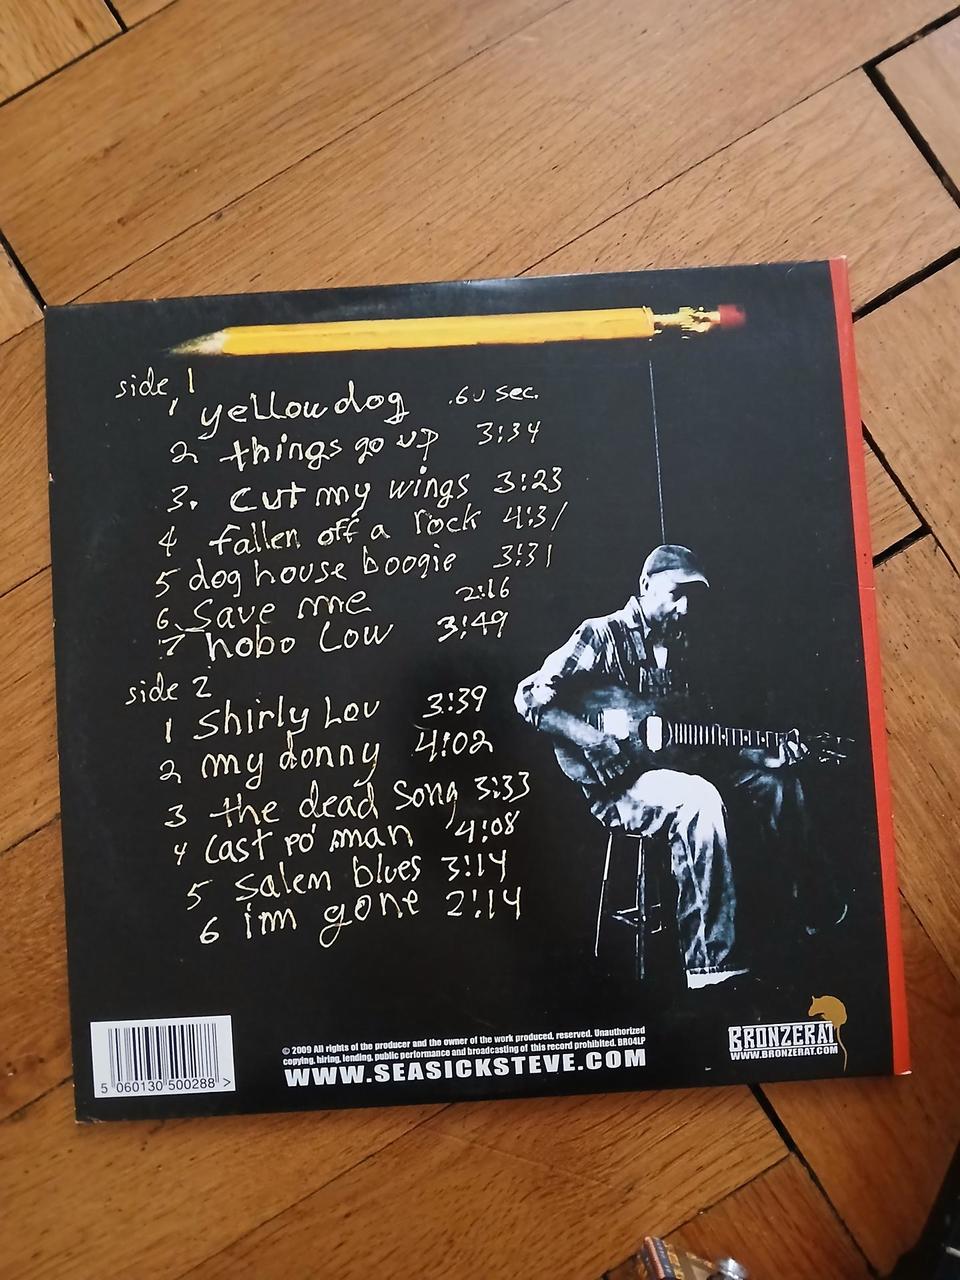 side 1
1 yellow dog .60 sec.
2 things go up 3:34
3. cut my wings 3:23
4 fallen off a rock 4:31
5 dog house boogie 3:31
6. Save me 2:16
7 hobo Low 3:49
side 2
1 Shirly Lou 3:39
2 my donny 4:02
3 the dead song 3:33
4 Last po' man 4:08
5 Salem blues 3:14
6 i'm gone 2:14
5 060130 500288 >
© 2009 All rights of the producer and the owner of the work produced, reserved. Unauthorized
copying, hiring, lending, public performance and broadcasting of this record prohibited. BR04LP
WWW.SEASICKSTEVE.COM
BRONZERAT
WWW.BRONZERAT.COM